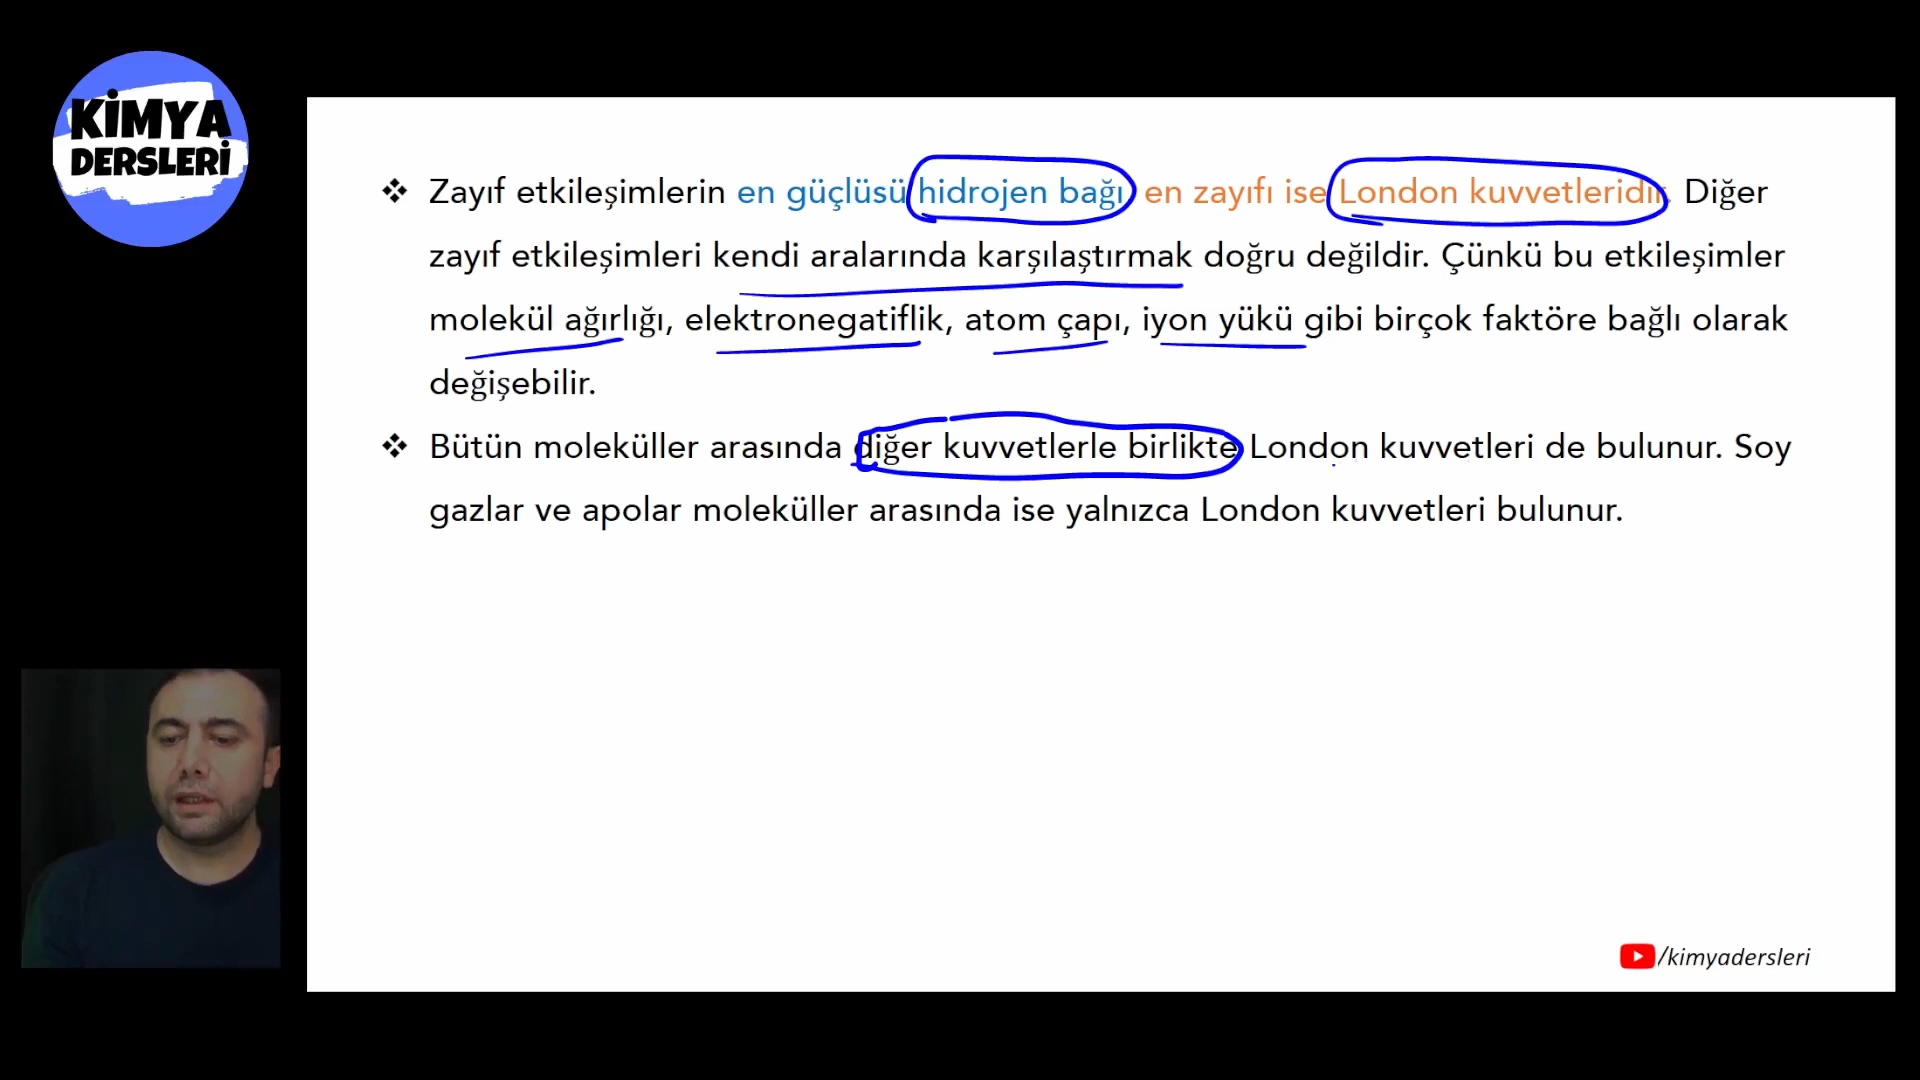 KİMYA
DERSLERİ
Zayıf etkileşimlerin en güçlüsü hidrojen bağı, en zayıfı ise London kuvvetleridir. Diğer
zayıf etkileşimleri kendi aralarında karşılaştırmak doğru değildir. Çünkü bu etkileşimler
molekül ağırlığı, elektronegatiflik, atom çapı, iyon yükü gibi birçok faktöre bağlı olarak
değişebilir.
Bütün moleküller arasında diğer kuvvetlerle birlikte London kuvvetleri de bulunur. Soy
gazlar ve apolar moleküller arasında ise yalnızca London kuvvetleri bulunur.
/kimyadersleri